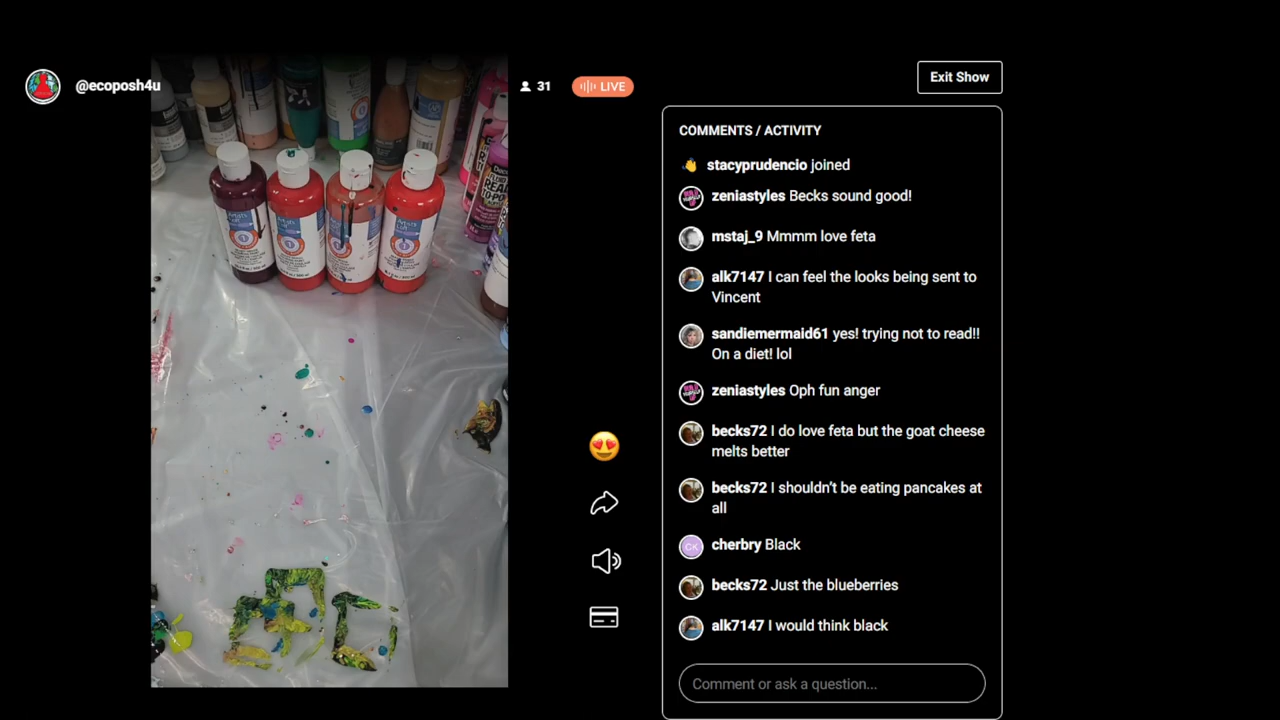 @ecoposh4u
31
LIVE
Exit Show
COMMENTS / ACTIVITY
👋 stacyprudencio joined
zeniastyles Becks sound good!
mstaj_9 Mmmm love feta
alk7147 I can feel the looks being sent to
Vincent
sandiemermaid61 yes! trying not to read!!
On a diet! lol
zeniastyles Oph fun anger
becks72 I do love feta but the goat cheese
melts better
becks72 I shouldn't be eating pancakes at
all
CK
cherbry Black
becks72 Just the blueberries
alk7147 I would think black
Comment or ask a question...